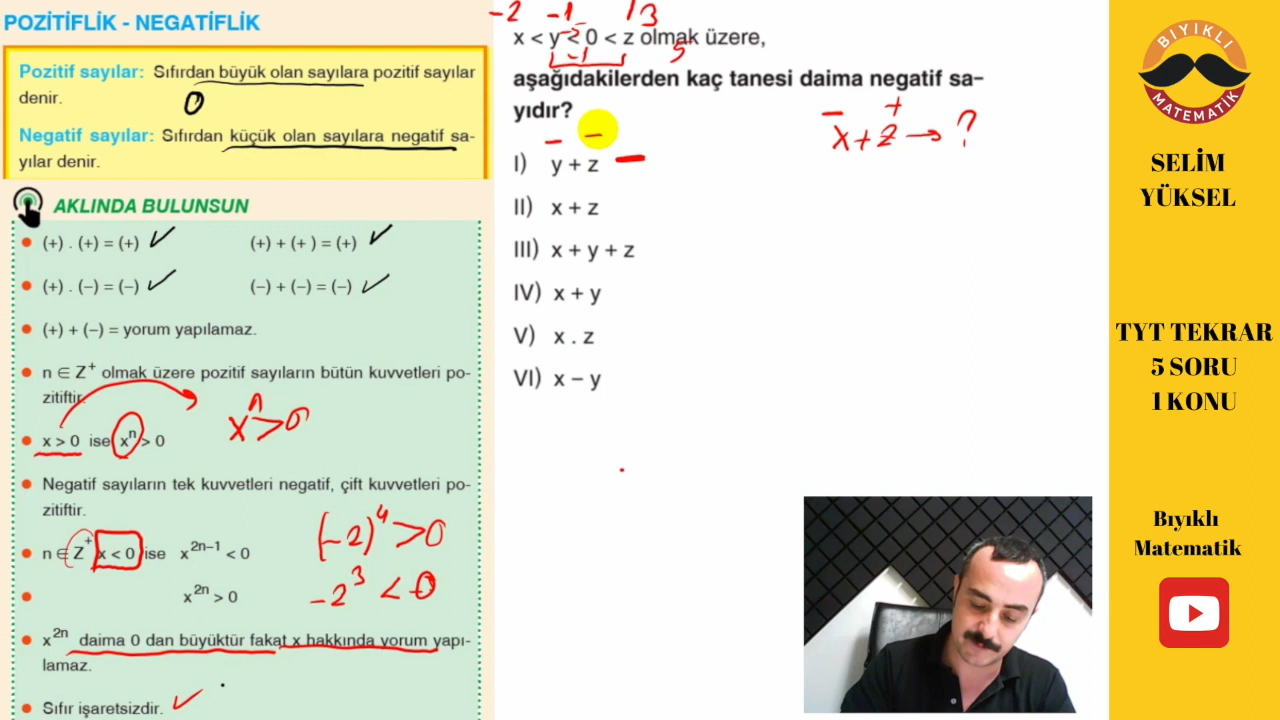 POZİTİFLİK - NEGATİFLİK
Pozitif sayılar: Sıfırdan büyük olan sayılara pozitif sayılar
denir.
0
Negatif sayılar: Sıfırdan küçük olan sayılara negatif sa-
yılar denir.
AKLINDA BULUNSUN
(+) . (+) = (+) (+) + (+ ) = (+)
(+) . (–) = (–) (–) + (–) = (–)
(+) + (–) = yorum yapılamaz.
n ∈ Z⁺ olmak üzere pozitif sayıların bütün kuvvetleri po-
zitiftir.
xⁿ > 0
x > 0 ise xⁿ > 0
Negatif sayıların tek kuvvetleri negatif, çift kuvvetleri po-
zitiftir.
(-2)⁴ > 0
n ∈ Z⁺ x < 0 ise x²ⁿ⁻¹ < 0
-2³ < 0
x²ⁿ > 0
x²ⁿ daima 0 dan büyüktür fakat x hakkında yorum yapı-
lamaz.
Sıfır işaretsizdir.
-2 -1 1 3
x < y < 0 < z olmak üzere,
-2 -1 5
aşağıdakilerden kaç tanesi daima negatif sa-
yıdır?
– +
x + z → ?
– – –
I) y + z
II) x + z
III) x + y + z
IV) x + y
V) x . z
VI) x – y
BIYIKLI
MATEMATİK
SELİM
YÜKSEL
TYT TEKRAR
5 SORU
1 KONU
Bıyıklı
Matematik